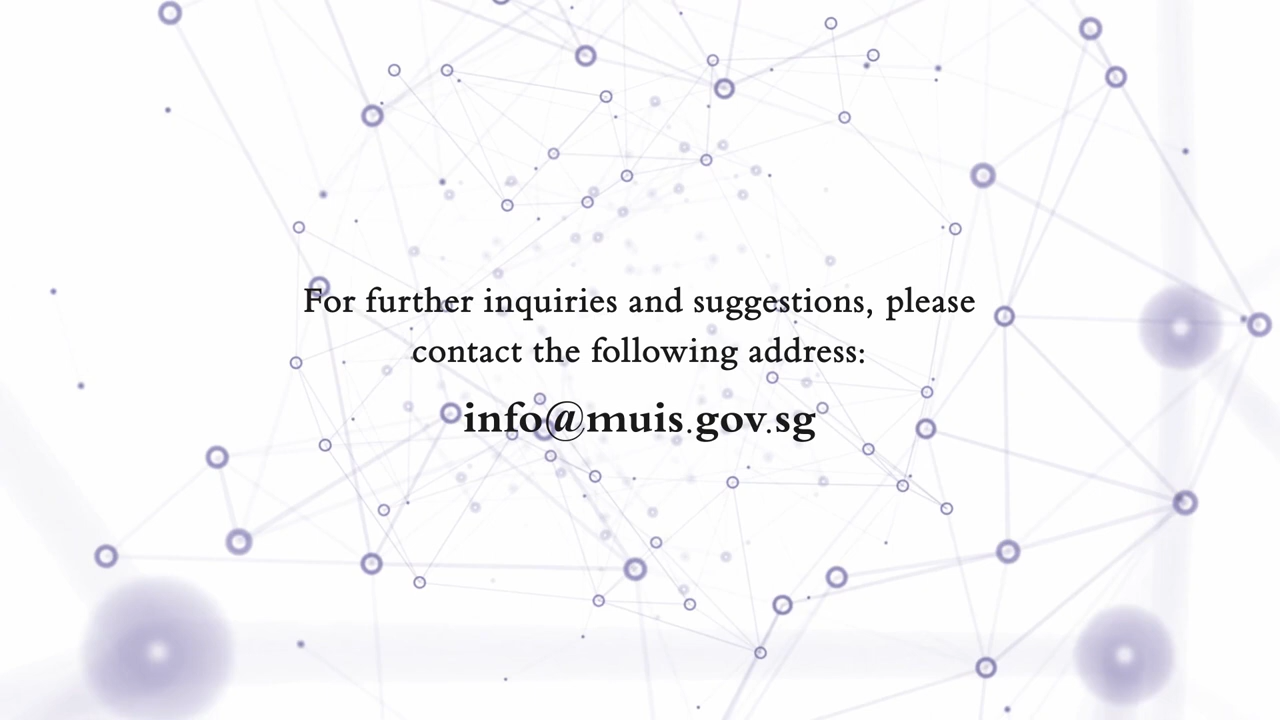 For further inquiries and suggestions, please
contact the following address:
info@muis.gov.sg